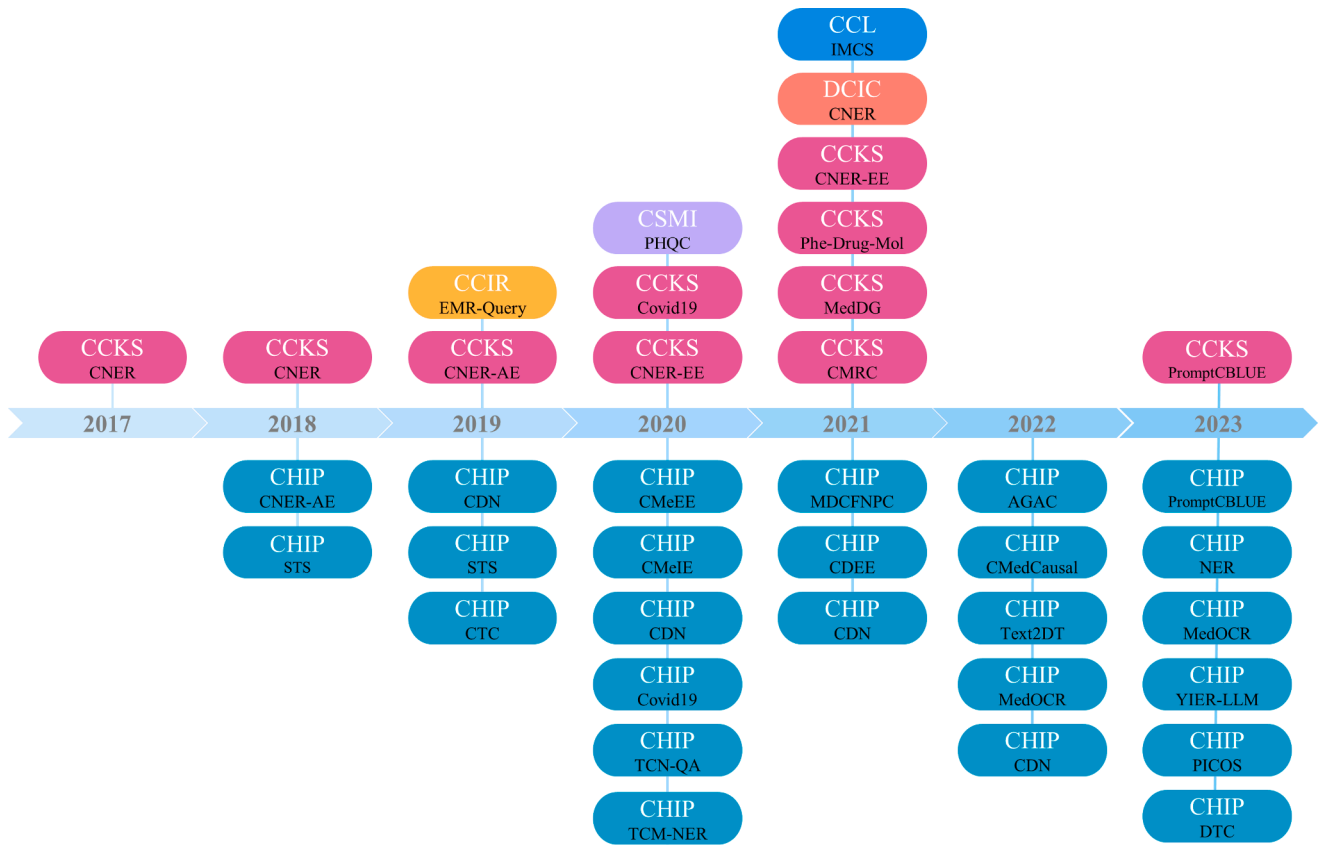 CCL
IMCS
DCIC
CNER
CCKS
CNER-EE
CSMI
PHQC
CCKS
Phe-Drug-Mol
CCIR
EMR-Query
CCKS
Covid19
CCKS
MedDG
CCKS
CNER
CCKS
CNER
CCKS
CNER-AE
CCKS
CNER-EE
CCKS
CMRC
CCKS
PromptCBLUE
2017
2018
2019
2020
2021
2022
2023
CHIP
CNER-AE
CHIP
CDN
CHIP
CMeEE
CHIP
MDCFNPC
CHIP
AGAC
CHIP
PromptCBLUE
CHIP
STS
CHIP
STS
CHIP
CMeIE
CHIP
CDEE
CHIP
CMedCausal
CHIP
NER
CHIP
CTC
CHIP
CDN
CHIP
CDN
CHIP
Text2DT
CHIP
MedOCR
CHIP
Covid19
CHIP
MedOCR
CHIP
YIER-LLM
CHIP
TCN-QA
CHIP
CDN
CHIP
PICOS
CHIP
TCM-NER
CHIP
DTC